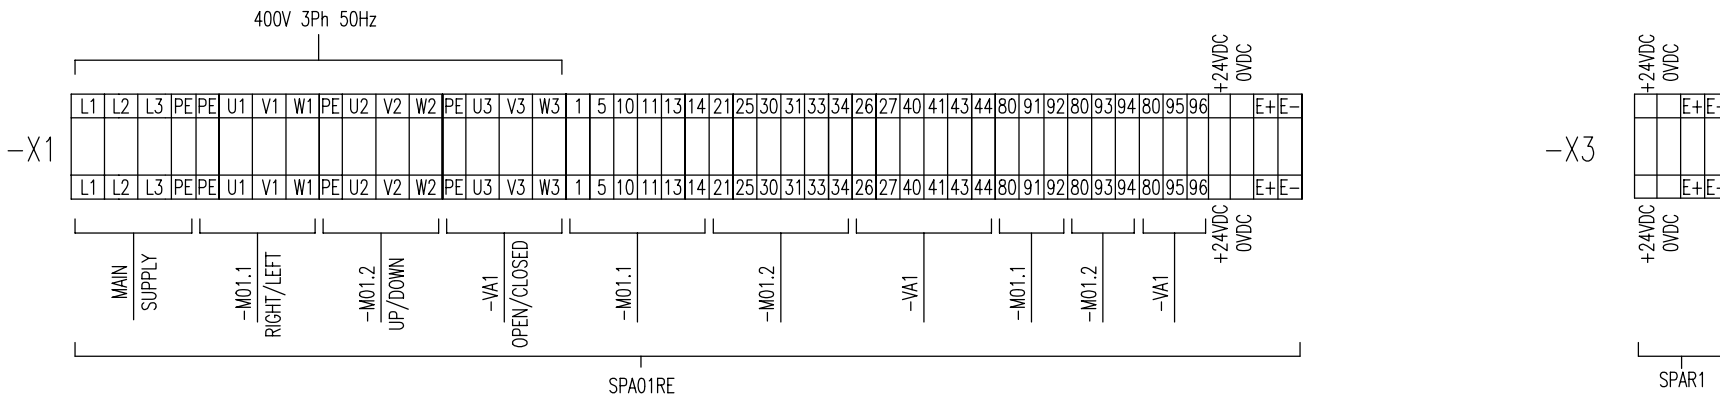 400V 3Ph 50Hz
+24VDC
0VDC
+24VDC
0VDC
L1 L2 L3 PE PE U1 V1 W1 PE U2 V2 W2 PE U3 V3 W3 1 5 10 11 13 14 21 25 30 31 33 34 26 27 40 41 43 44 80 91 92 80 93 94 80 95 96 E+ E-
E+ E-
-X1
-X3
L1 L2 L3 PE PE U1 V1 W1 PE U2 V2 W2 PE U3 V3 W3 1 5 10 11 13 14 21 25 30 31 33 34 26 27 40 41 43 44 80 91 92 80 93 94 80 95 96 E+ E-
E+ E-
+24VDC
0VDC
+24VDC
0VDC
MAIN
SUPPLY
-M01.1
RIGHT/LEFT
-M01.2
UP/DOWN
-VA1
OPEN/CLOSED
-M01.1
-M01.2
-VA1
-M01.1
-M01.2
-VA1
SPA01RE
SPAR1